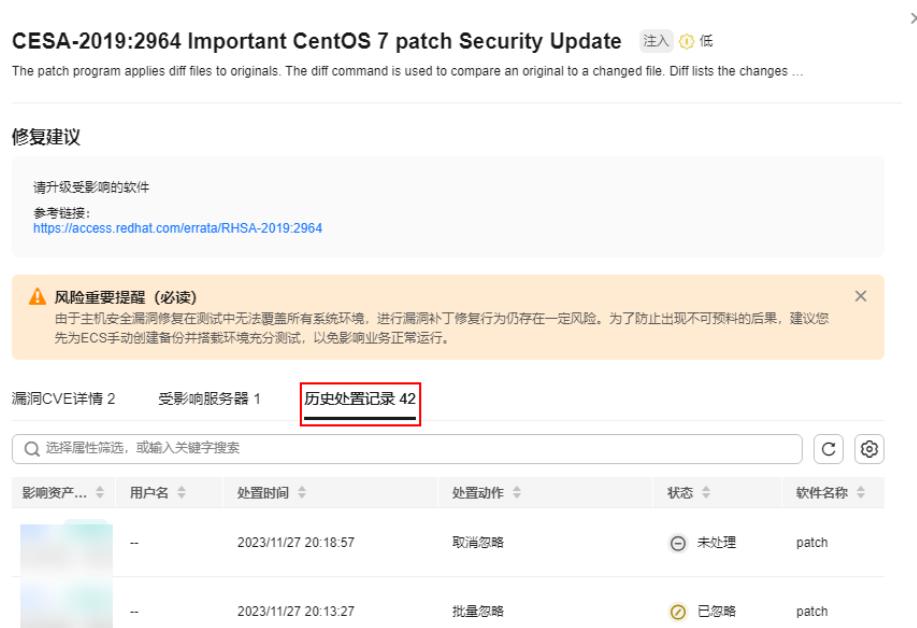 CESA-2019:2964 Important CentOS 7 patch Security Update 注入 低
The patch program applies diff files to originals. The diff command is used to compare an original to a changed file. Diff lists the changes ...
修复建议
请升级受影响的软件
参考链接:
https://access.redhat.com/errata/RHSA-2019:2964
风险重要提醒（必读）
由于主机安全漏洞修复在测试中无法覆盖所有系统环境，进行漏洞补丁修复行为仍存在一定风险。为了防止出现不可预料的后果，建议您
先为ECS手动创建备份并搭载环境充分测试，以免影响业务正常运行。
漏洞CVE详情 2 受影响服务器 1 历史处置记录 42
选择属性筛选，或输入关键字搜索
影响资产... 用户名 处置时间 处置动作 状态 软件名称
-- 2023/11/27 20:18:57 取消忽略 未处理 patch
-- 2023/11/27 20:13:27 批量忽略 已忽略 patch